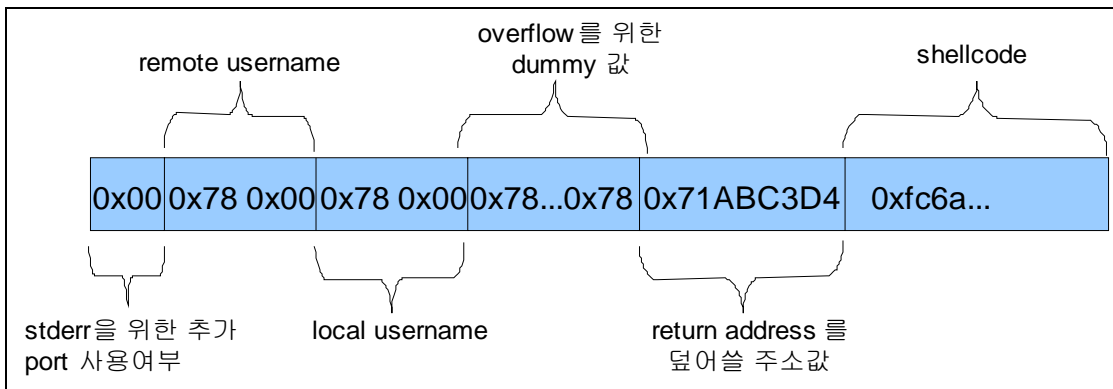 overflow를 위한
dummy 값
remote username
shellcode
0x00 0x78 0x00 0x78 0x00 0x78...0x78 0x71ABC3D4 0xfc6a...
stderr을 위한 추가
port 사용여부
local username
return address 를
덮어쓸 주소값